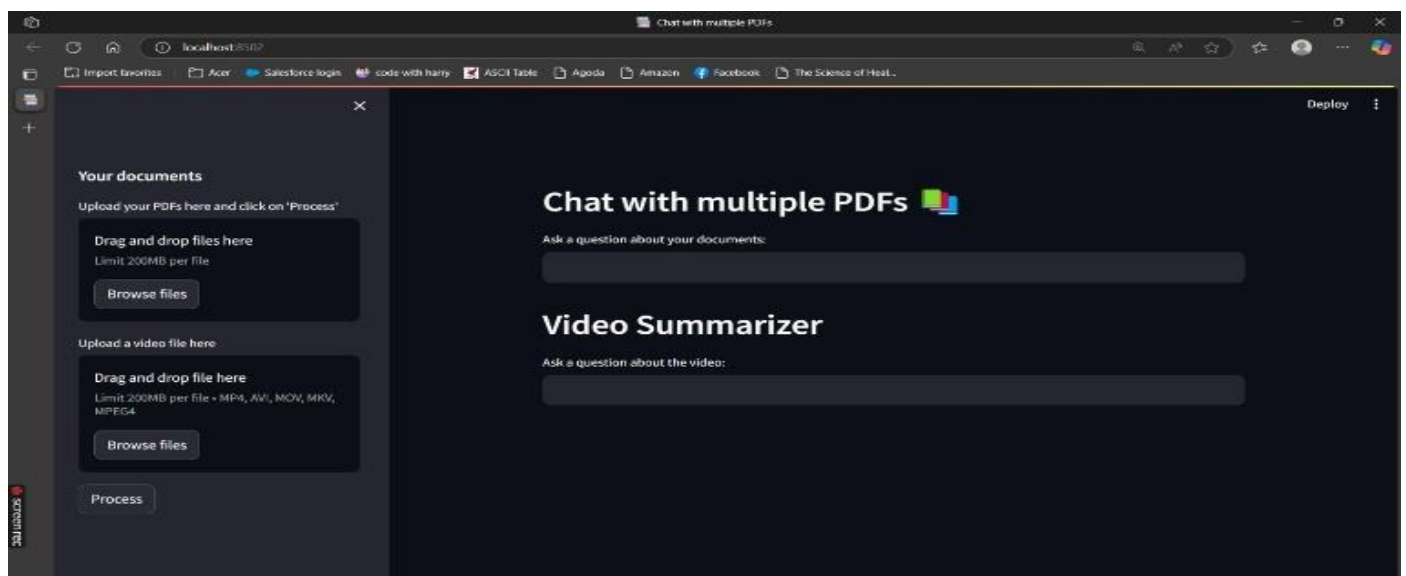 Chat with multiple PDFs
localhost:8502
Import favorites Acer Salesforce login code with harry ASCII Table Agoda Amazon Facebook The Science of Heal...
Deploy
Your documents
Upload your PDFs here and click on 'Process'
Drag and drop files here
Limit 200MB per file
Browse files
Upload a video file here
Drag and drop file here
Limit 200MB per file • MP4, AVI, MOV, MKV,
MPEG4
Browse files
Process
Chat with multiple PDFs
Ask a question about your documents:
Video Summarizer
Ask a question about the video:
screenrec